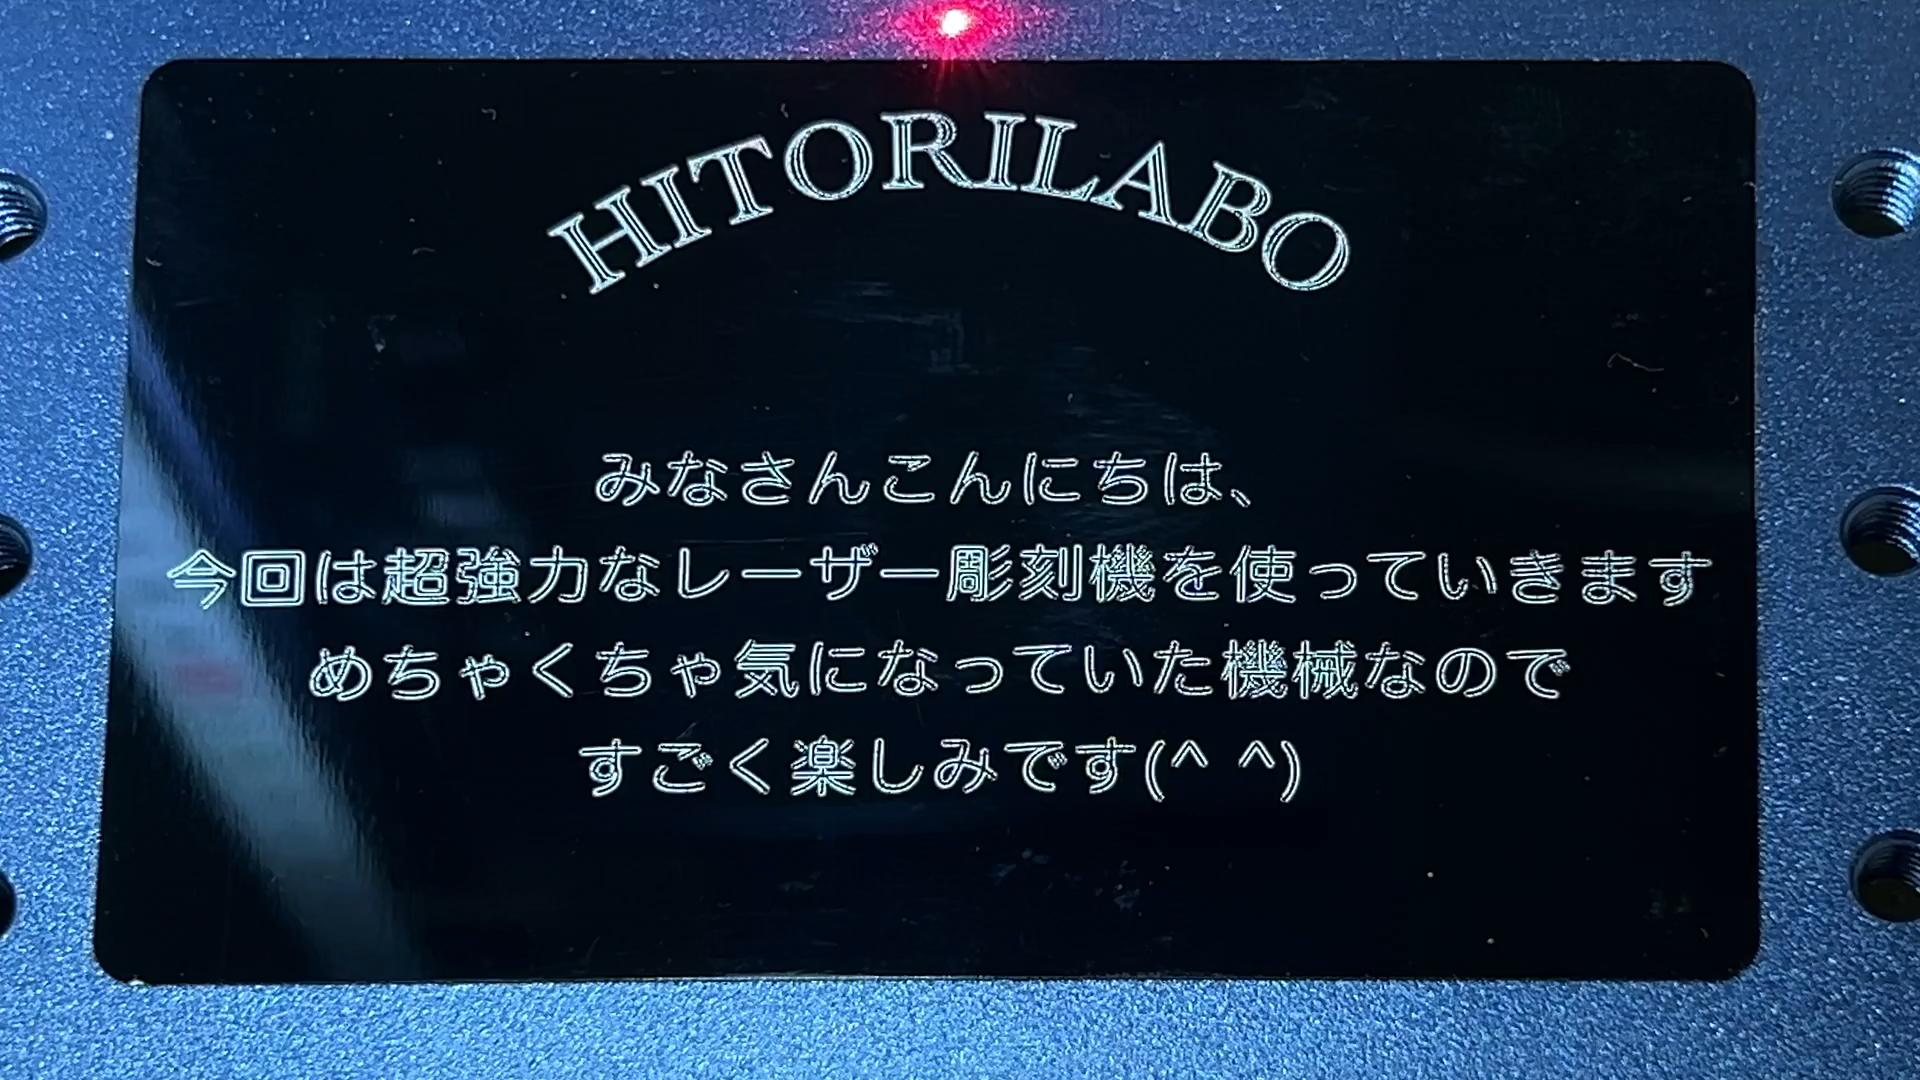 HITORILABO
みなさんこんにちは、
今回は超強力なレーザー彫刻機を使っていきます
めちゃくちゃ気になっていた機械なので
すごく楽しみです(^ ^)